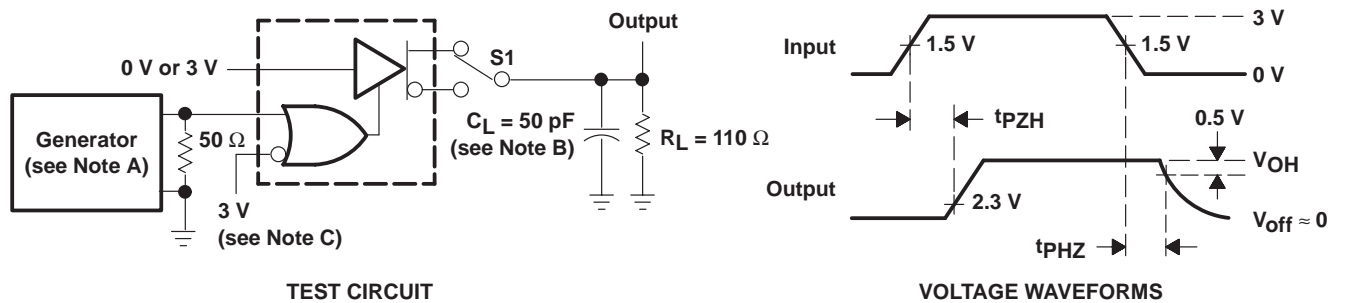 Output
S1
0 V or 3 V
Generator
(see Note A)
50 Ω
3 V
(see Note C)
CL = 50 pF
(see Note B)
RL = 110 Ω
TEST CIRCUIT
Input
3 V
1.5 V
1.5 V
0 V
tPZH
0.5 V
VOH
Output
2.3 V
Voff ≈ 0
tPHZ
VOLTAGE WAVEFORMS